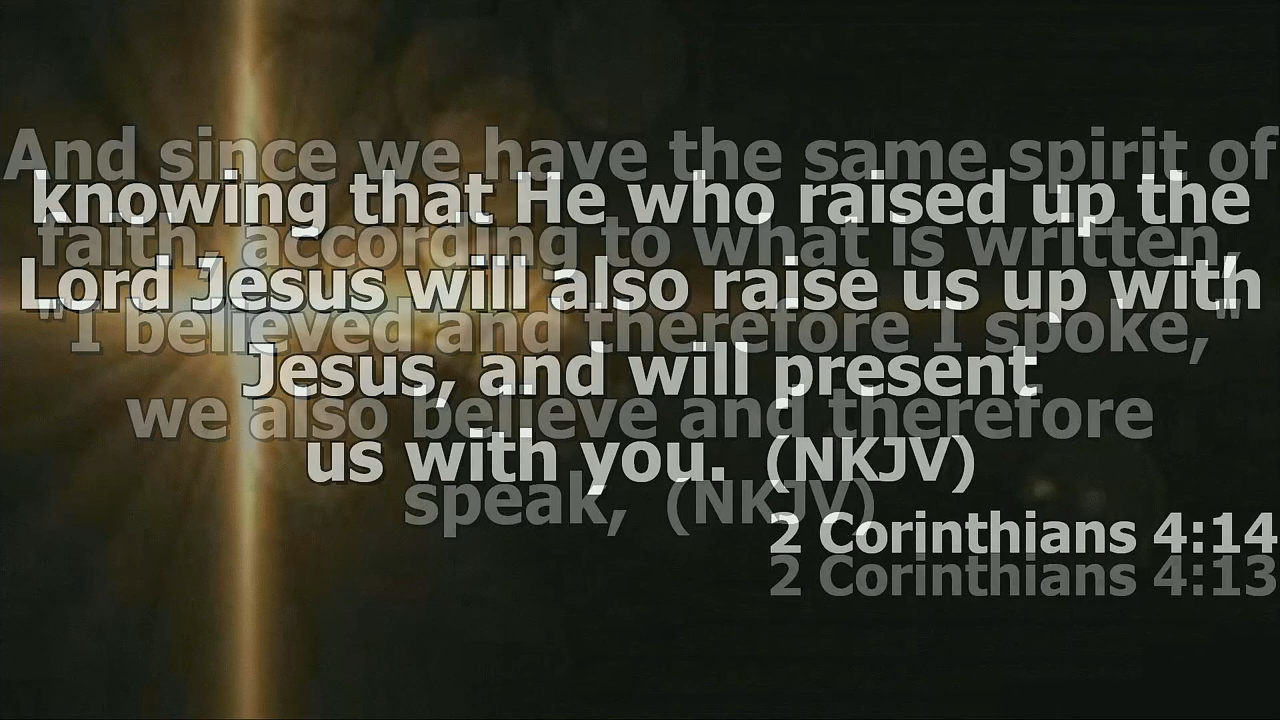 And since we have the same spirit of
faith, according to what is written,
"I believed and therefore I spoke,"
we also believe and therefore
speak, (NKJV)
2 Corinthians 4:13
knowing that He who raised up the
Lord Jesus will also raise us up with
Jesus, and will present
us with you. (NKJV)
2 Corinthians 4:14